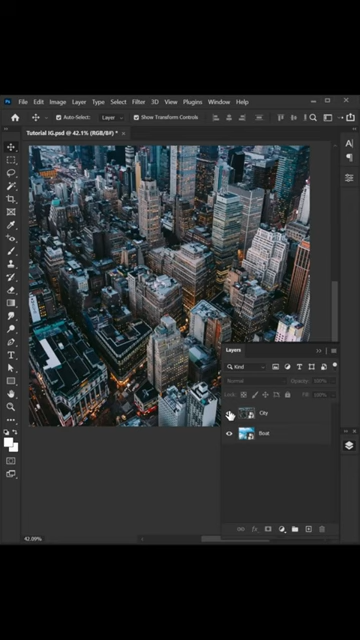 Ps File Edit Image Layer Type Select Filter 3D View Plugins Window Help
Auto-Select: Layer Show Transform Controls
Tutorial IG.psd @ 42.1% (RGB/8#) *
Layers
Kind
Normal Opacity: 100%
Lock: Fill: 100%
City
Boat
42.09%